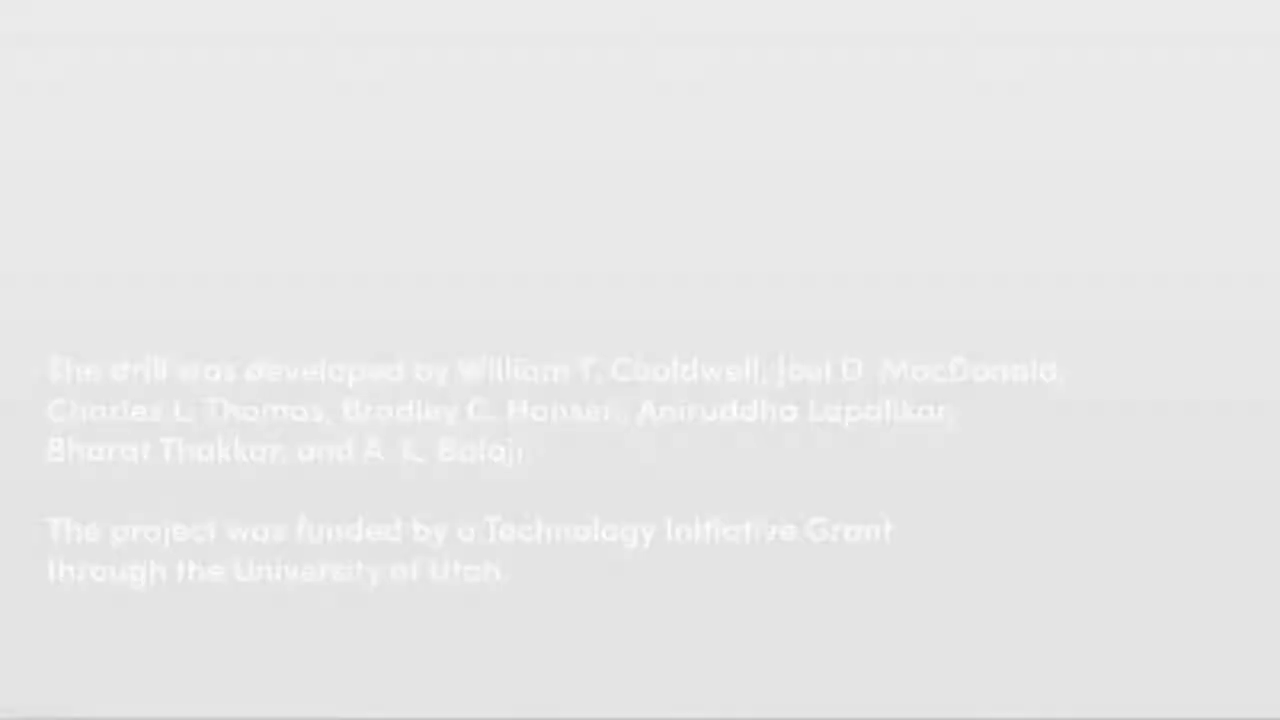 The drill was developed by William T. Couldwell, Joel D. MacDonald,
Charles L. Thomas, Bradley C. Hansen, Aniruddha Lapalikar,
Bharat Thakkar, and A. K. Balaji.
The project was funded by a Technology Initiative Grant
through the University of Utah.